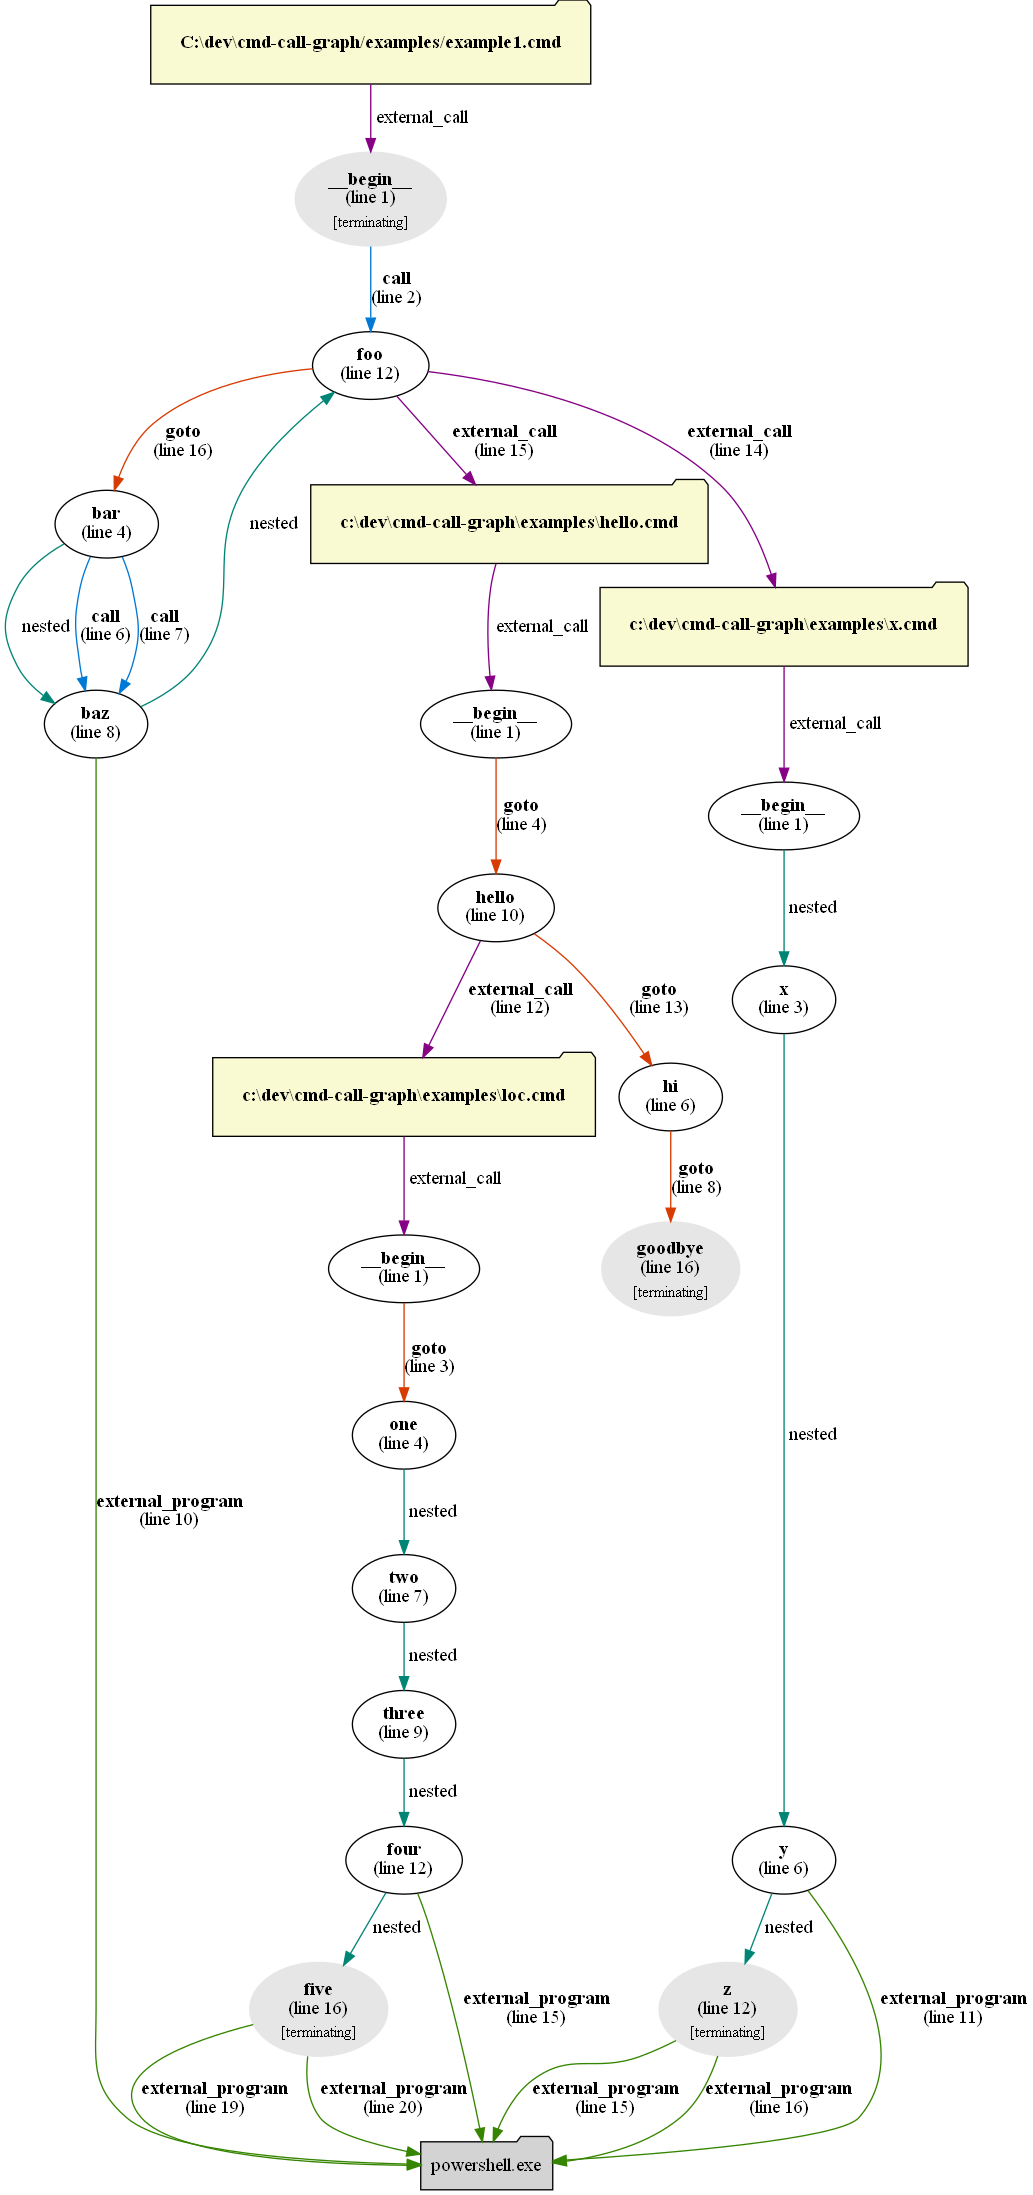 C:\dev\cmd-call-graph/examples/example1.cmd
external_call
__begin__
(line 1)
[terminating]
call
(line 2)
foo
(line 12)
goto
(line 16)
external_call
(line 15)
external_call
(line 14)
bar
(line 4)
nested
c:\dev\cmd-call-graph\examples\hello.cmd
nested
call
(line 6)
call
(line 7)
external_call
c:\dev\cmd-call-graph\examples\x.cmd
baz
(line 8)
__begin__
(line 1)
external_call
goto
(line 4)
__begin__
(line 1)
hello
(line 10)
nested
external_call
(line 12)
goto
(line 13)
x
(line 3)
c:\dev\cmd-call-graph\examples\loc.cmd
hi
(line 6)
external_call
goto
(line 8)
__begin__
(line 1)
goodbye
(line 16)
[terminating]
goto
(line 3)
one
(line 4)
nested
external_program
(line 10)
nested
two
(line 7)
nested
three
(line 9)
nested
four
(line 12)
y
(line 6)
nested
nested
five
(line 16)
[terminating]
external_program
(line 15)
z
(line 12)
[terminating]
external_program
(line 11)
external_program
(line 19)
external_program
(line 20)
external_program
(line 15)
external_program
(line 16)
powershell.exe